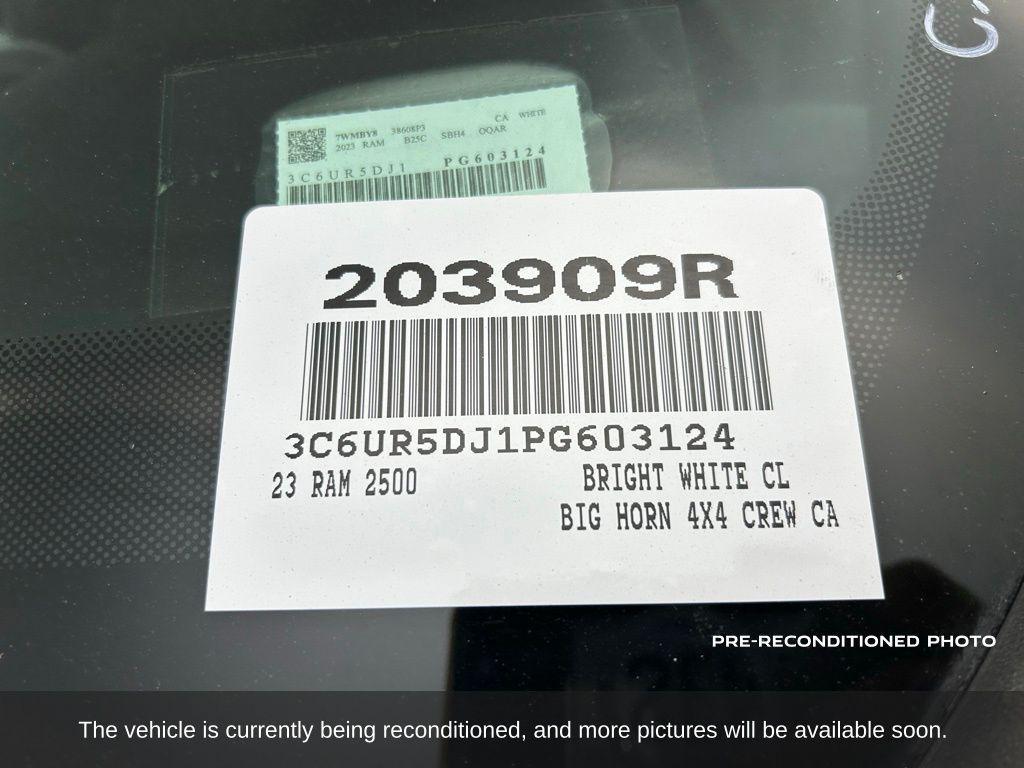 7WMBY8 38608P3 CA WHITE
2023 RAM B25C SBH4 OQAR
3C6UR5DJ1 PG603124
203909R
3C6UR5DJ1PG603124
23 RAM 2500 BRIGHT WHITE CL
BIG HORN 4X4 CREW CA
PRE-RECONDITIONED PHOTO
The vehicle is currently being reconditioned, and more pictures will be available soon.